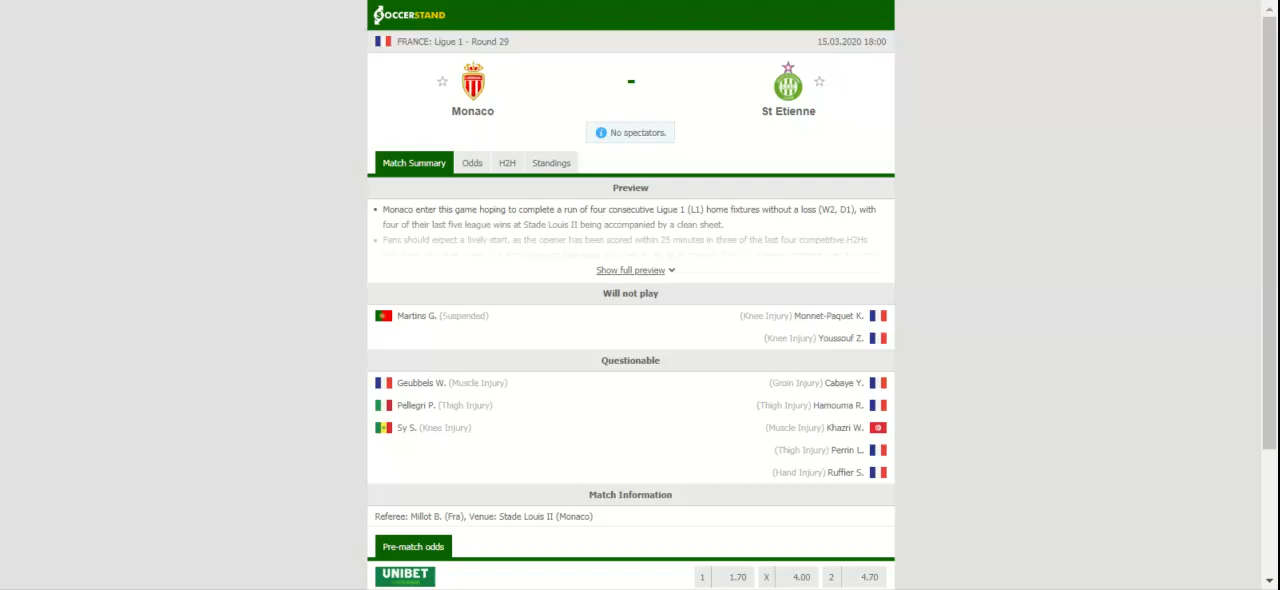 SOCCERSTAND
FRANCE: Ligue 1 - Round 29 15.03.2020 18:00
-
Monaco St Etienne
No spectators.
Match Summary Odds H2H Standings
Preview
Monaco enter this game hoping to complete a run of four consecutive Ligue 1 (L1) home fixtures without a loss (W2, D1), with
four of their last five league wins at Stade Louis II being accompanied by a clean sheet.
Fans should expect a lively start, as the opener has been scored within 25 minutes in three of the last four competitive H2Hs
Show full preview
Will not play
Martins G. (Suspended) (Knee Injury) Monnet-Paquet K.
(Knee Injury) Youssouf Z.
Questionable
Geubbels W. (Muscle Injury) (Groin Injury) Cabaye Y.
Pellegri P. (Thigh Injury) (Thigh Injury) Hamouma R.
Sy S. (Knee Injury) (Muscle Injury) Khazri W.
(Thigh Injury) Perrin L.
(Hand Injury) Ruffier S.
Match Information
Referee: Millot B. (Fra), Venue: Stade Louis II (Monaco)
Pre-match odds
UNIBET 1 1.70 X 4.00 2 4.70